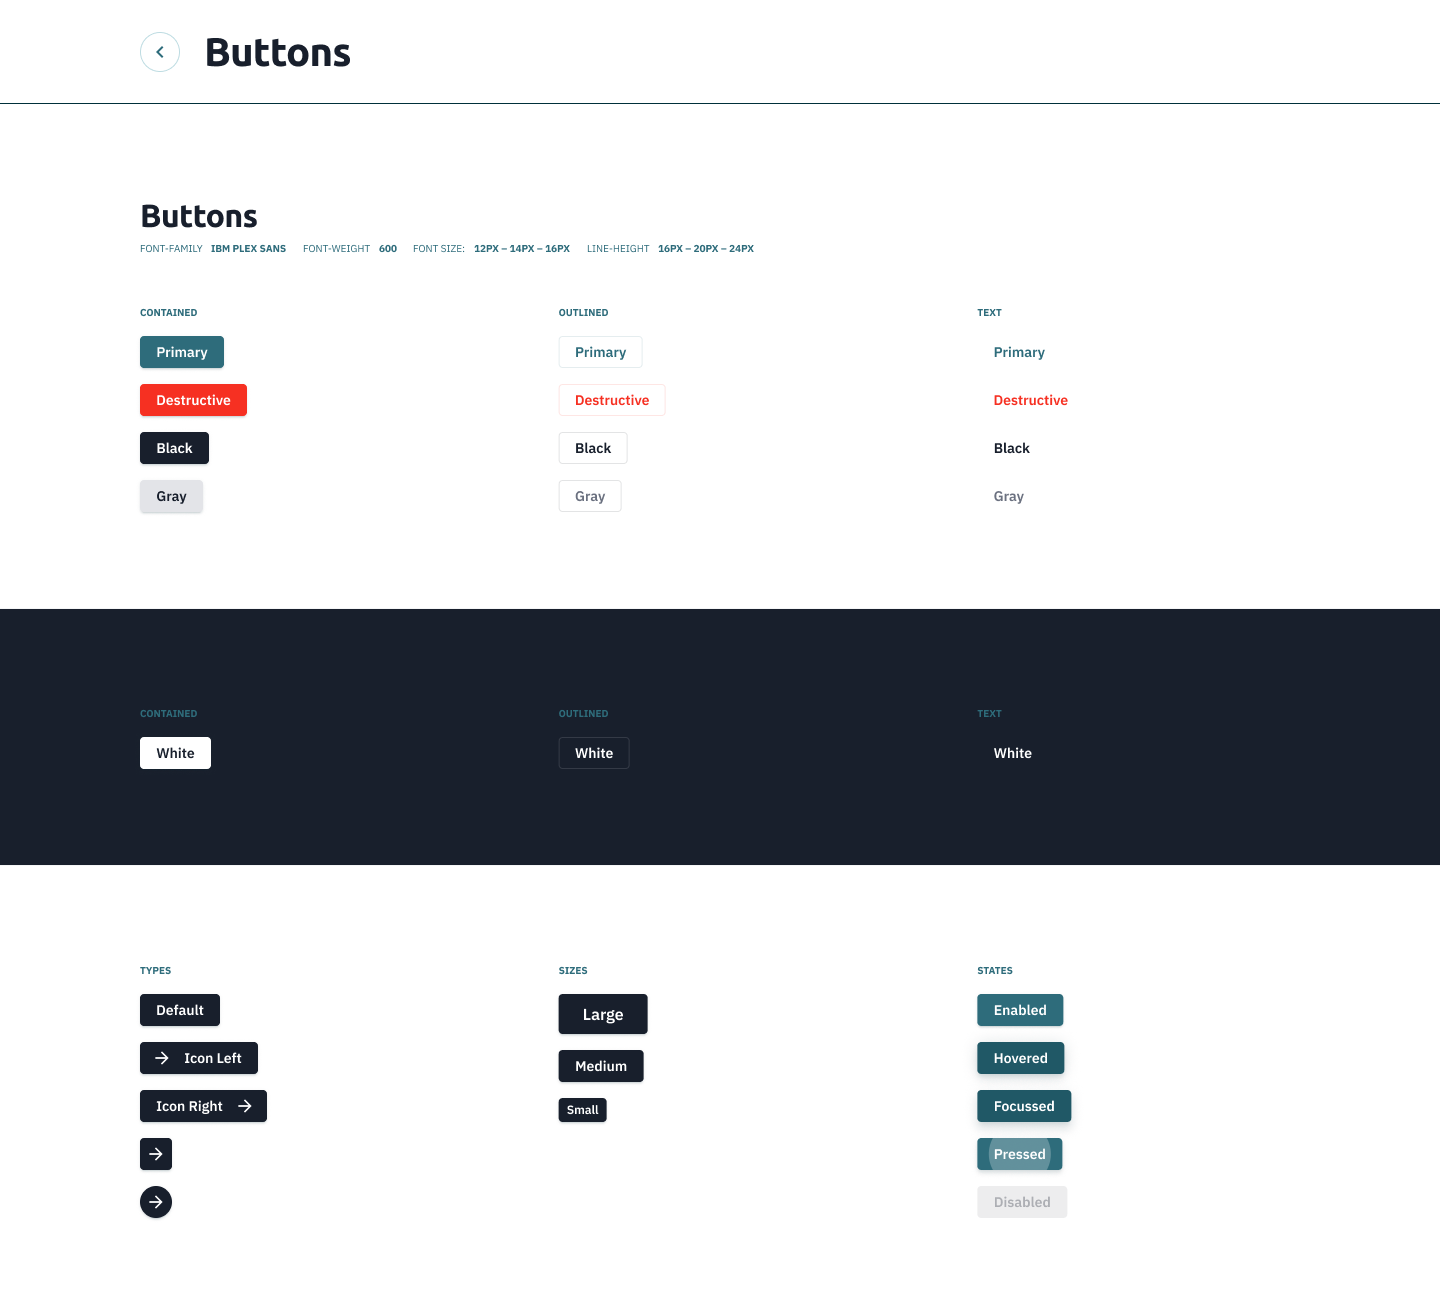 Buttons
Buttons
FONT-FAMILY IBM PLEX SANS FONT-WEIGHT 600 FONT SIZE: 12PX – 14PX – 16PX LINE-HEIGHT 16PX – 20PX – 24PX
CONTAINED OUTLINED TEXT
Primary Primary Primary
Destructive Destructive Destructive
Black Black Black
Gray Gray Gray
CONTAINED OUTLINED TEXT
White White White
TYPES SIZES STATES
Default Large Enabled
Icon Left Medium Hovered
Icon Right Small Focussed
Pressed
Disabled